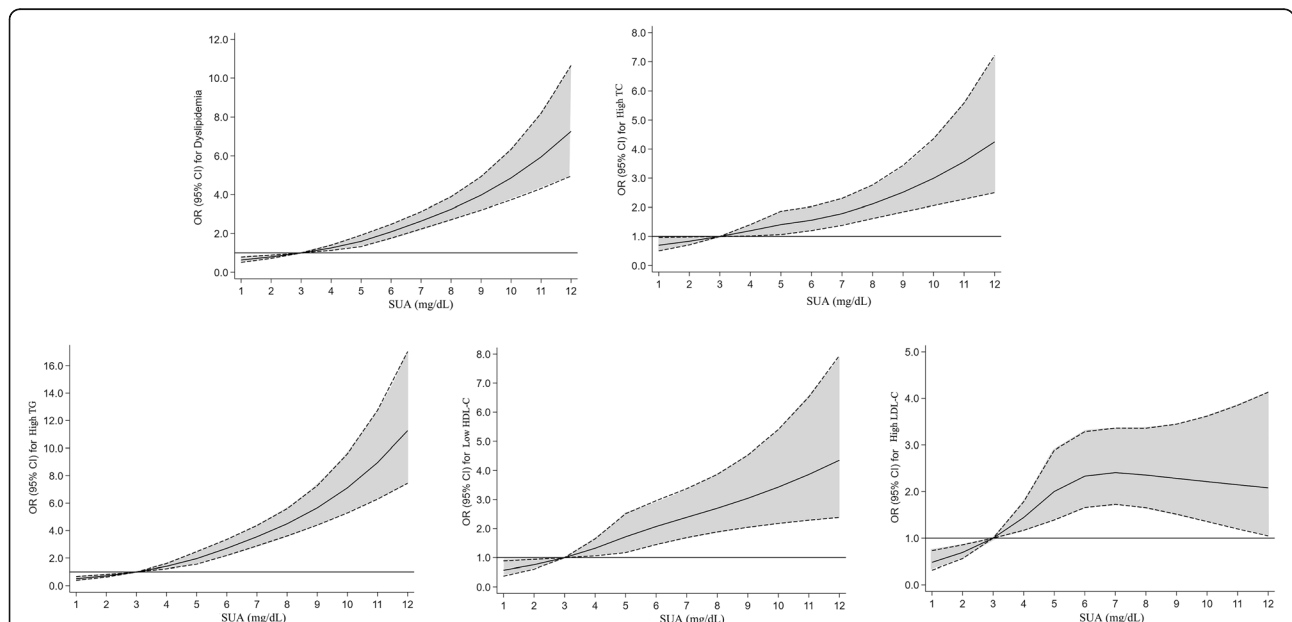 OR (95% CI) for Dyslipidemia
12.0
10.0
8.0
6.0
4.0
2.0
0.0
1 2 3 4 5 6 7 8 9 10 11 12
SUA (mg/dL)
OR (95% CI) for High TC
8.0
7.0
6.0
5.0
4.0
3.0
2.0
1.0
0.0
1 2 3 4 5 6 7 8 9 10 11 12
SUA (mg/dL)
OR (95% CI) for High TG
16.0
14.0
12.0
10.0
8.0
6.0
4.0
2.0
0.0
1 2 3 4 5 6 7 8 9 10 11 12
SUA (mg/dL)
OR (95% CI) for Low HDL-C
8.0
7.0
6.0
5.0
4.0
3.0
2.0
1.0
0.0
1 2 3 4 5 6 7 8 9 10 11 12
SUA (mg/dL)
OR (95% CI) for High LDL-C
5.0
4.0
3.0
2.0
1.0
0.0
1 2 3 4 5 6 7 8 9 10 11 12
SUA (mg/dL)